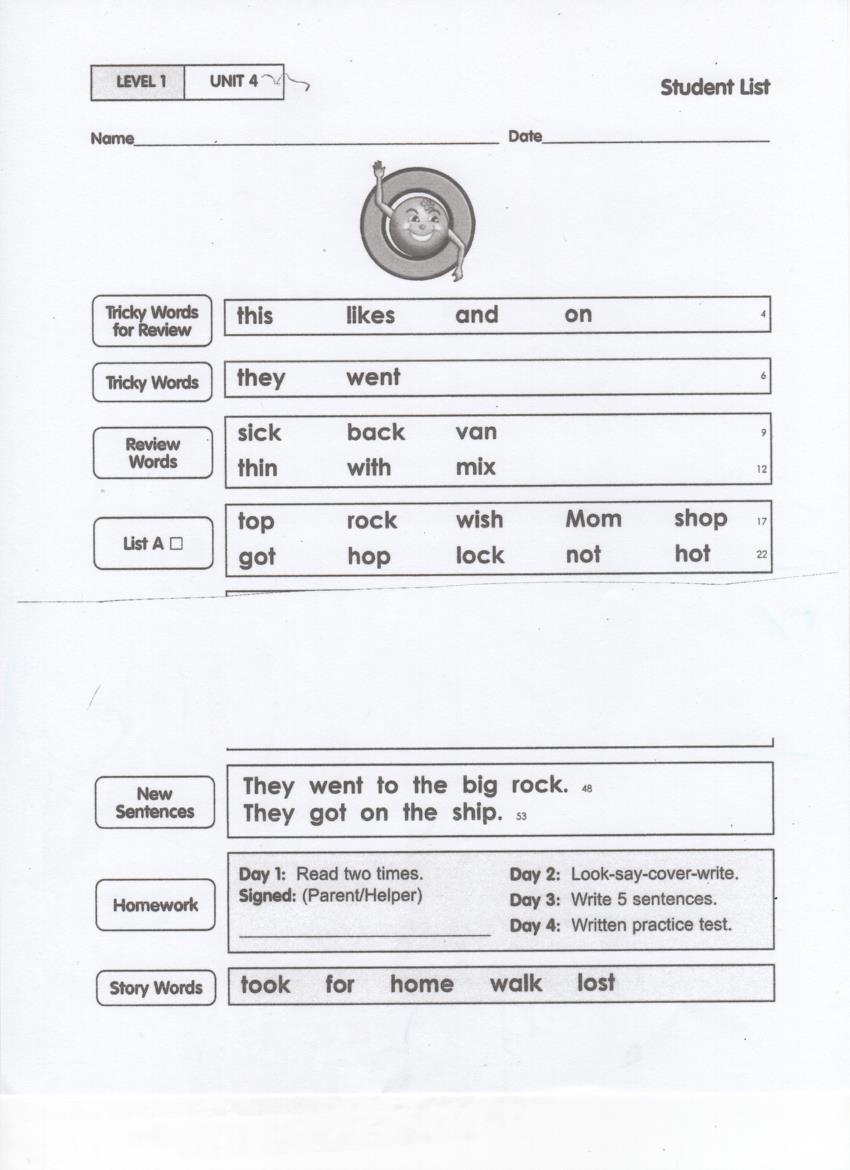 LEVEL 1 UNIT 4
Student List
Name Date
Tricky Words for Review
this likes and on 4
Tricky Words
they went 6
Review Words
sick back van 9
thin with mix 12
List A
top rock wish Mom shop 17
got hop lock not hot 22
New Sentences
They went to the big rock. 48
They got on the ship. 53
Homework
Day 1: Read two times.
Signed: (Parent/Helper)
Day 2: Look-say-cover-write.
Day 3: Write 5 sentences.
Day 4: Written practice test.
Story Words
took for home walk lost